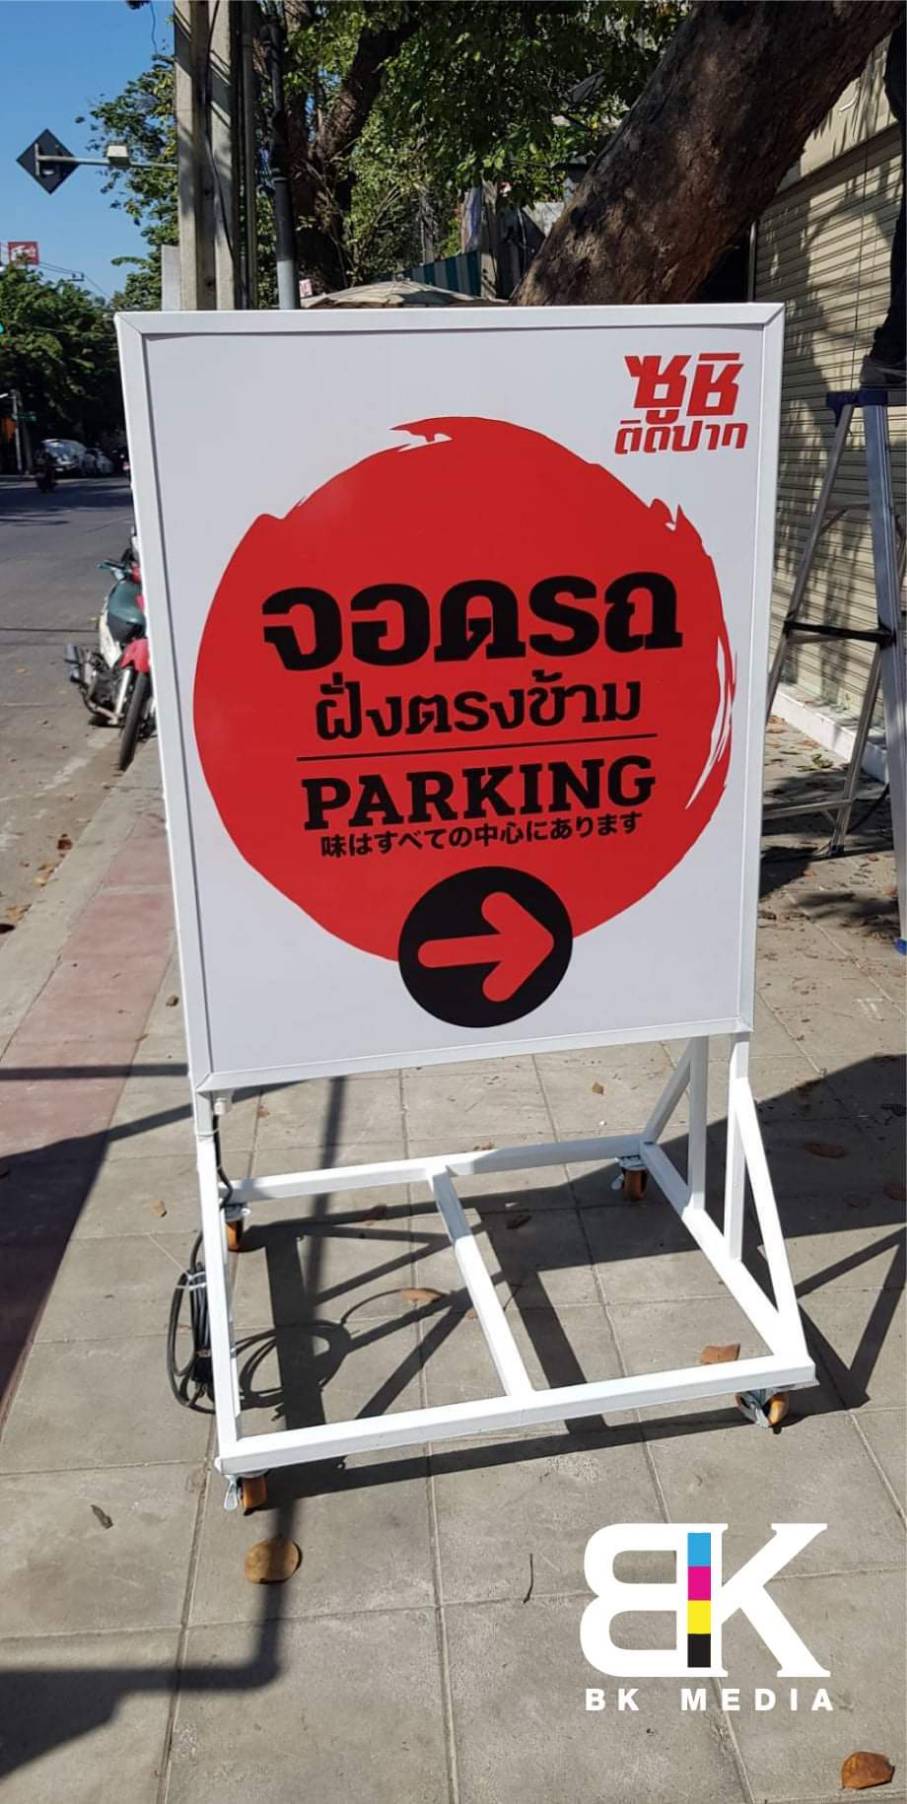 ซูชิ
ติดปาก
จอดรถ
ฝั่งตรงข้าม
PARKING
味はすべての中心にあります
BK
BK MEDIA